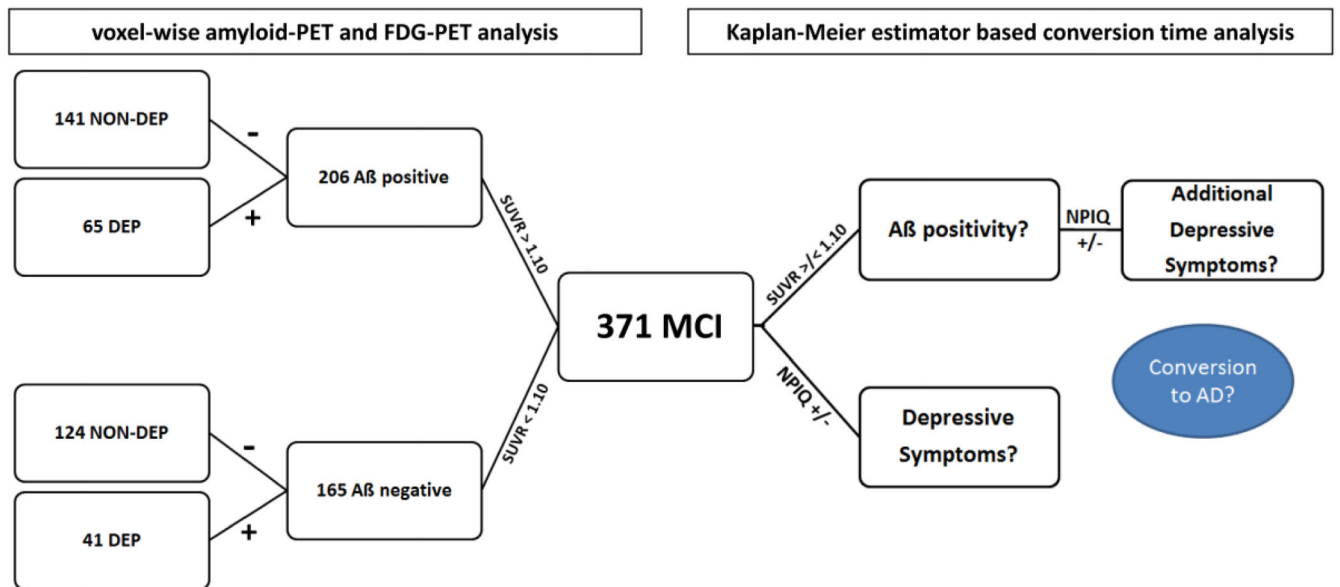 voxel-wise amyloid-PET and FDG-PET analysis
141 NON-DEP
-
65 DEP
+
206 Aß positive
SUVR > 1.10
124 NON-DEP
-
41 DEP
+
165 Aß negative
SUVR < 1.10
371 MCI
Kaplan-Meier estimator based conversion time analysis
SUVR >/< 1.10
Aß positivity?
NPIQ
+/-
Additional
Depressive
Symptoms?
NPIQ +/-
Depressive
Symptoms?
Conversion
to AD?